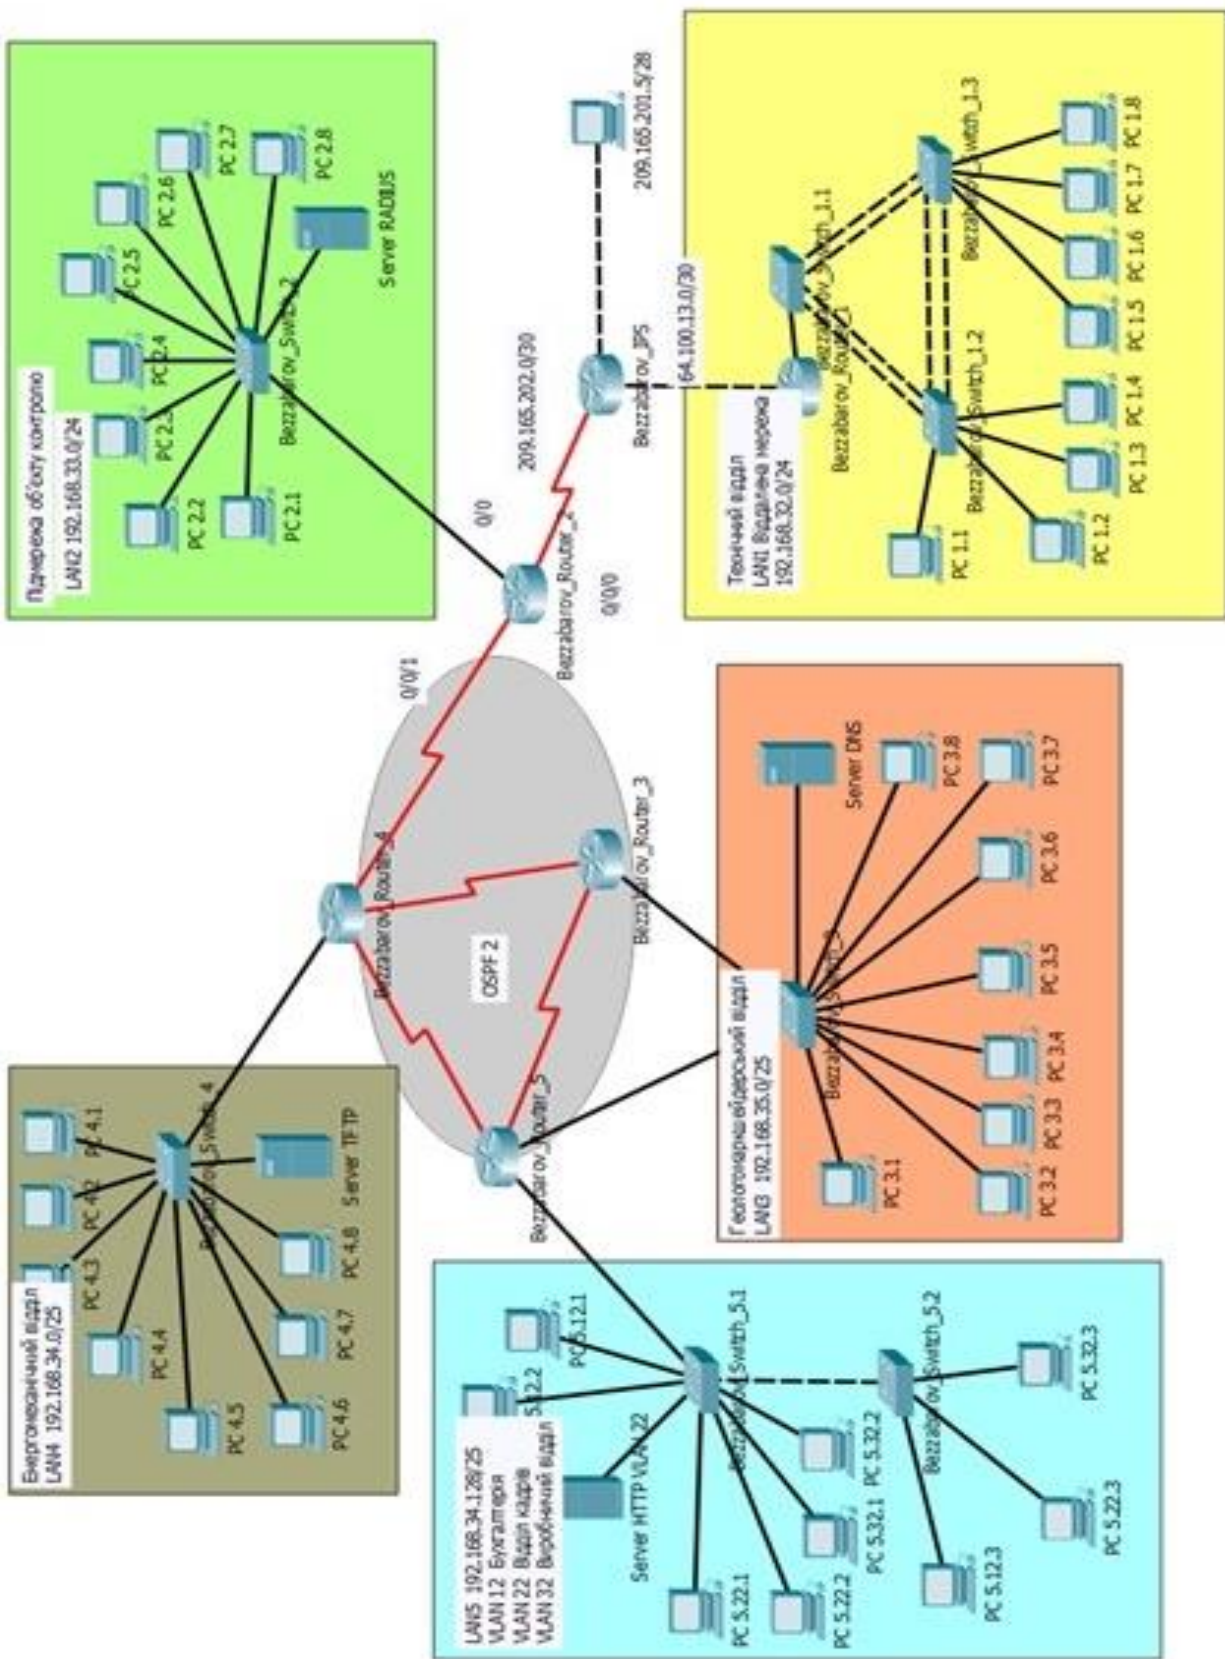 Енергомеханічний відділ
LAN4 192.168.34.0/25
PC 4.1
PC 4.2
PC 4.3
PC 4.4
PC 4.5
PC 4.6
PC 4.7
PC 4.8
Server TFTP
Підмережа об'єкту контролю
LAN2 192.168.33.0/24
PC 2.1
PC 2.2
PC 2.3
PC 2.4
PC 2.5
PC 2.6
PC 2.7
PC 2.8
Bezzabarov_Switch_2
Server RADIUS
LAN5 192.168.34.128/25
VLAN 12 Бухгалтерія
VLAN 22 Відділ кадрів
VLAN 32 Виробничий відділ
5.12.2
PC 5.12.1
Server HTTP VLAN 22
Bezzabarov_Switch_5.1
PC 5.22.1
PC 5.22.2
PC 5.32.1
PC 5.32.2
Bezzabarov_Switch_5.2
PC 5.12.3
PC 5.22.3
PC 5.32.3
Bezzabarov_Router_4
Bezzabarov_Router_5
OSPF 2
Bezzabarov_Router_3
0/0/1
0/0
Bezzabarov_Router_2
0/0/0
209.165.202.0/30
Bezzabarov_IPS
209.165.201.5/28
64.100.13.0/30
Геологомаркшейдерський відділ
LAN3 192.168.35.0/25
Bezzabarov_Switch_3
Server DNS
PC 3.1
PC 3.2
PC 3.3
PC 3.4
PC 3.5
PC 3.6
PC 3.7
PC 3.8
Технічний відділ
LAN1 Віддалена мережа
192.168.32.0/24
Bezzabarov_Router_1
Bezzabarov_Switch_1.1
Bezzabarov_Switch_1.2
Bezzabarov_Switch_1.3
PC 1.1
PC 1.2
PC 1.3
PC 1.4
PC 1.5
PC 1.6
PC 1.7
PC 1.8